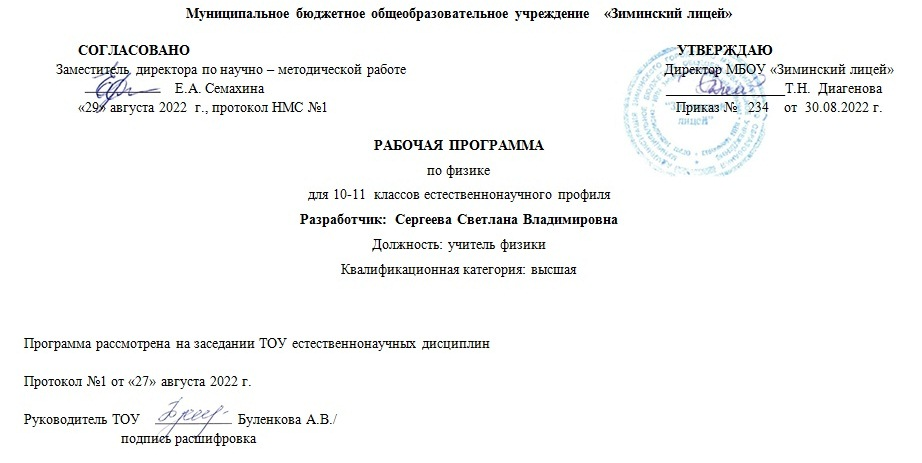 Муниципальное бюджетное общеобразовательное учреждение «Зиминский лицей»
СОГЛАСОВАНО
Заместитель директора по научно – методической работе
Е.А. Семахина
«29» августа 2022 г., протокол НМС №1
УТВЕРЖДАЮ
Директор МБОУ «Зиминский лицей»
Т.Н. Диагенова
Приказ № 234 от 30.08.2022 г.
РАБОЧАЯ ПРОГРАММА
по физике
для 10-11 классов естественнонаучного профиля
Разработчик: Сергеева Светлана Владимировна
Должность: учитель физики
Квалификационная категория: высшая
Программа рассмотрена на заседании ТОУ естественнонаучных дисциплин
Протокол №1 от «27» августа 2022 г.
Руководитель ТОУ Буленкова А.В./
подпись расшифровка